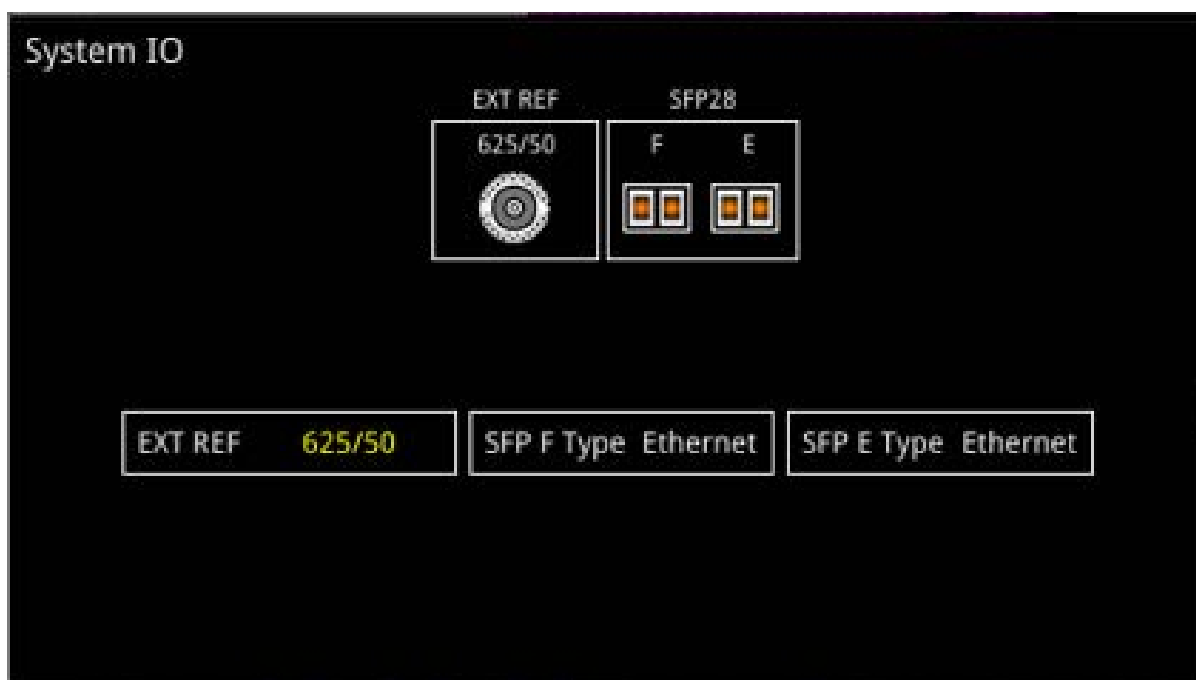 System IO
EXT REF SFP28
625/50 F E
EXT REF 625/50 SFP F Type Ethernet SFP E Type Ethernet